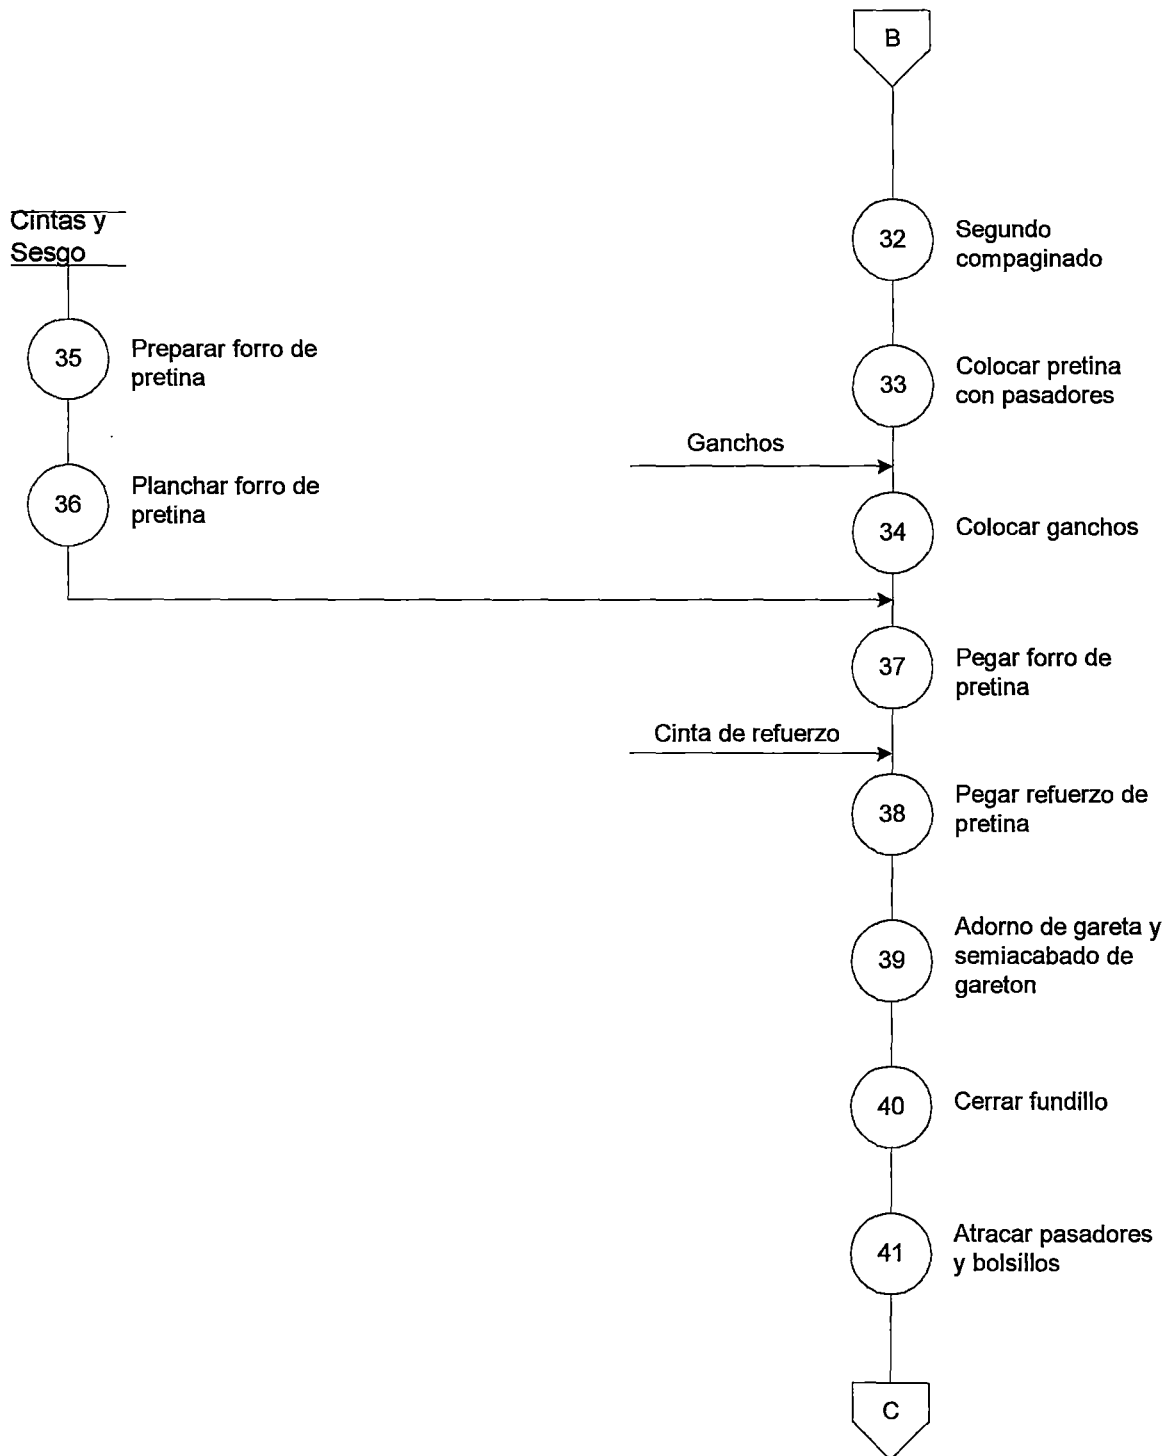 B
32
Segundo
compaginado
Cintas y
Sesgo
35
Preparar forro de
pretina
33
Colocar pretina
con pasadores
Ganchos
36
Planchar forro de
pretina
34
Colocar ganchos
37
Pegar forro de
pretina
Cinta de refuerzo
38
Pegar refuerzo de
pretina
39
Adorno de gareta y
semiacabado de
gareton
40
Cerrar fundillo
41
Atracar pasadores
y bolsillos
C